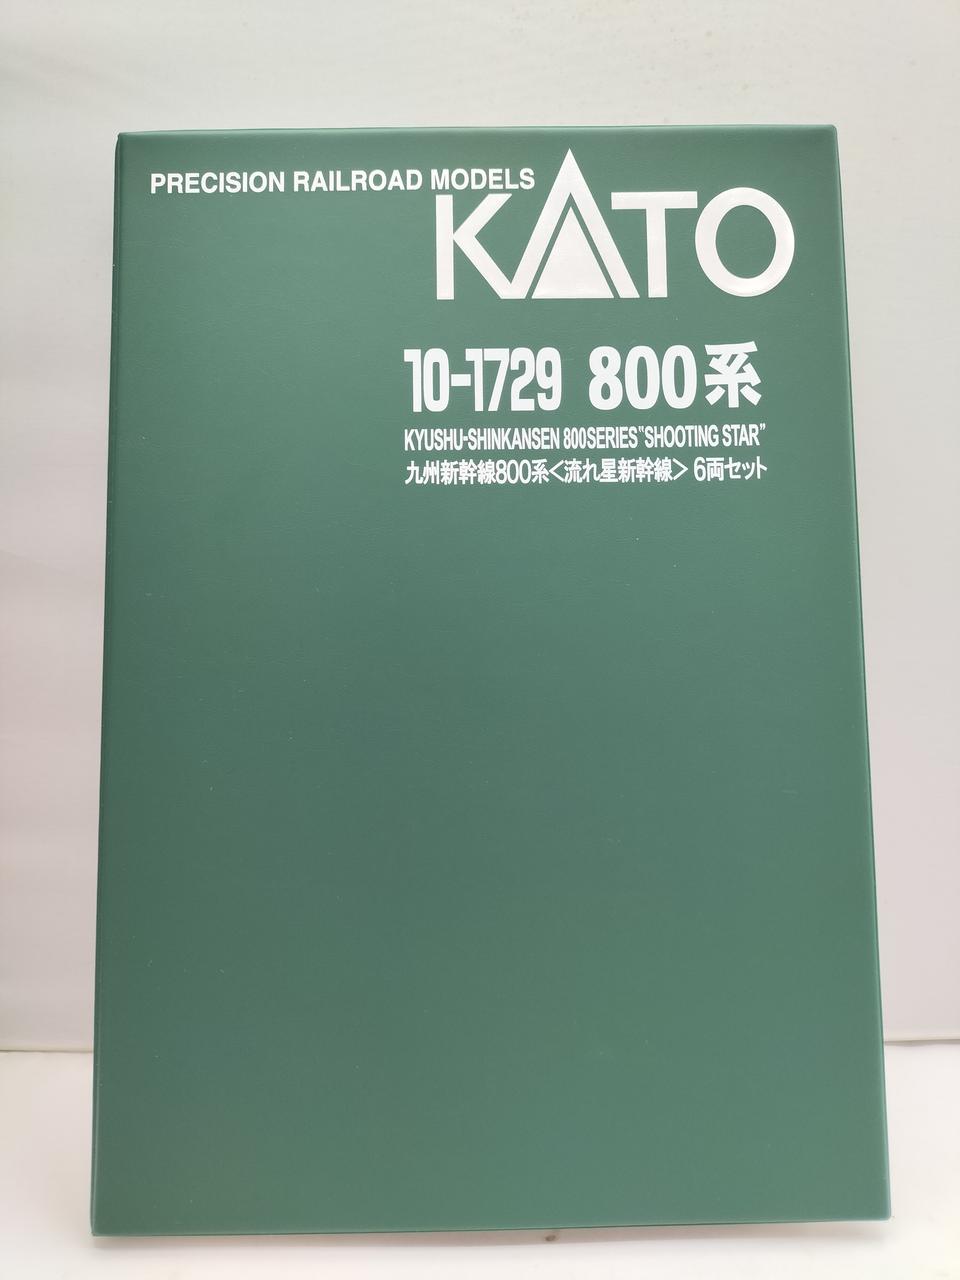 PRECISION RAILROAD MODELS
KATO
10-1729 800系
KYUSHU-SHINKANSEN 800SERIES"SHOOTING STAR"
九州新幹線800系<流れ星新幹線> 6両セット